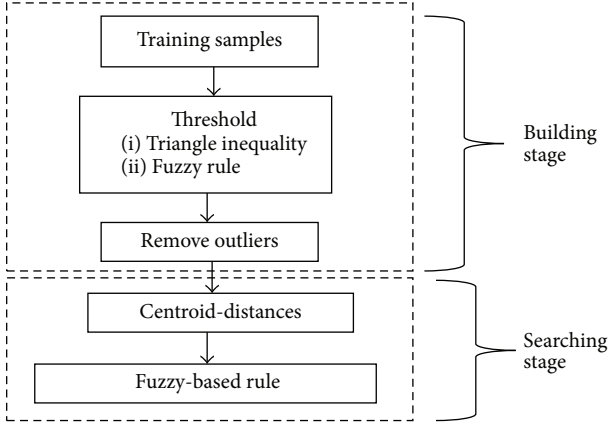 Training samples
Threshold
(i) Triangle inequality
(ii) Fuzzy rule
Building
stage
Remove outliers
Centroid-distances
Searching
stage
Fuzzy-based rule